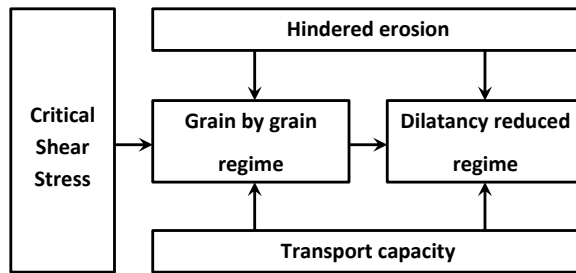 Hindered erosion
Critical
Shear
Stress
Grain by grain
regime
Dilatancy reduced
regime
Transport capacity